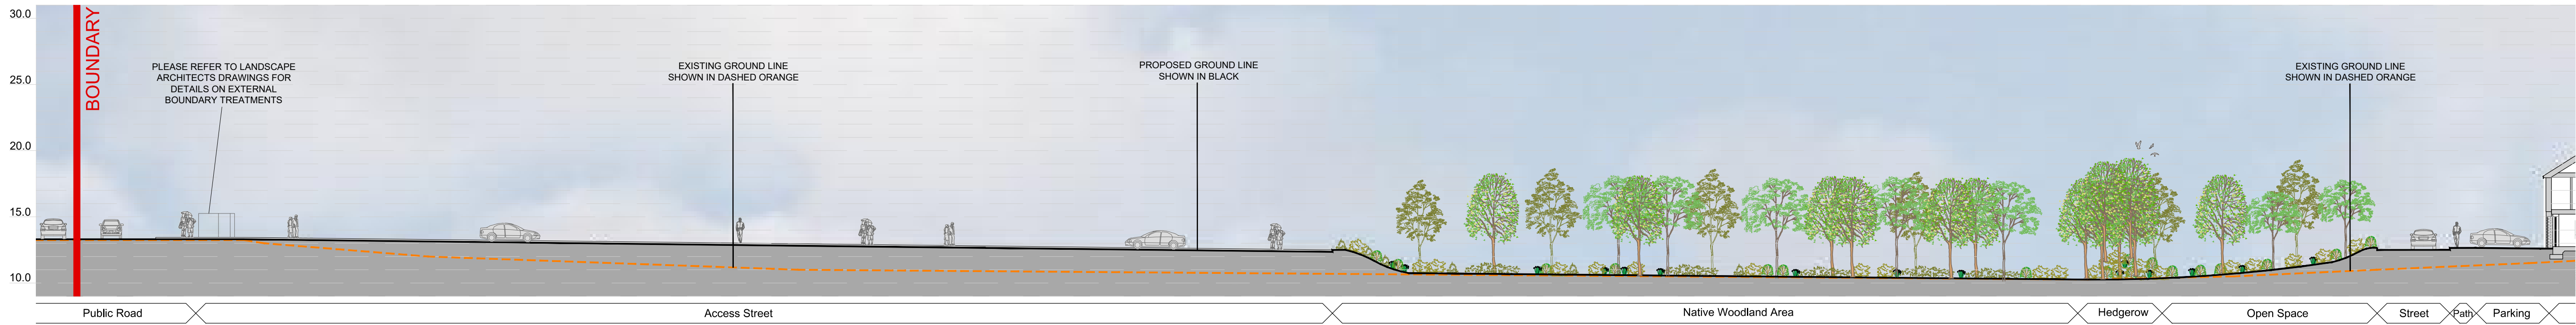 30.0
25.0
20.0
15.0
10.0
BOUNDARY
PLEASE REFER TO LANDSCAPE
ARCHITECTS DRAWINGS FOR
DETAILS ON EXTERNAL
BOUNDARY TREATMENTS
EXISTING GROUND LINE
SHOWN IN DASHED ORANGE
PROPOSED GROUND LINE
SHOWN IN BLACK
EXISTING GROUND LINE
SHOWN IN DASHED ORANGE
Public Road
Access Street
Native Woodland Area
Hedgerow
Open Space
Street
Path
Parking